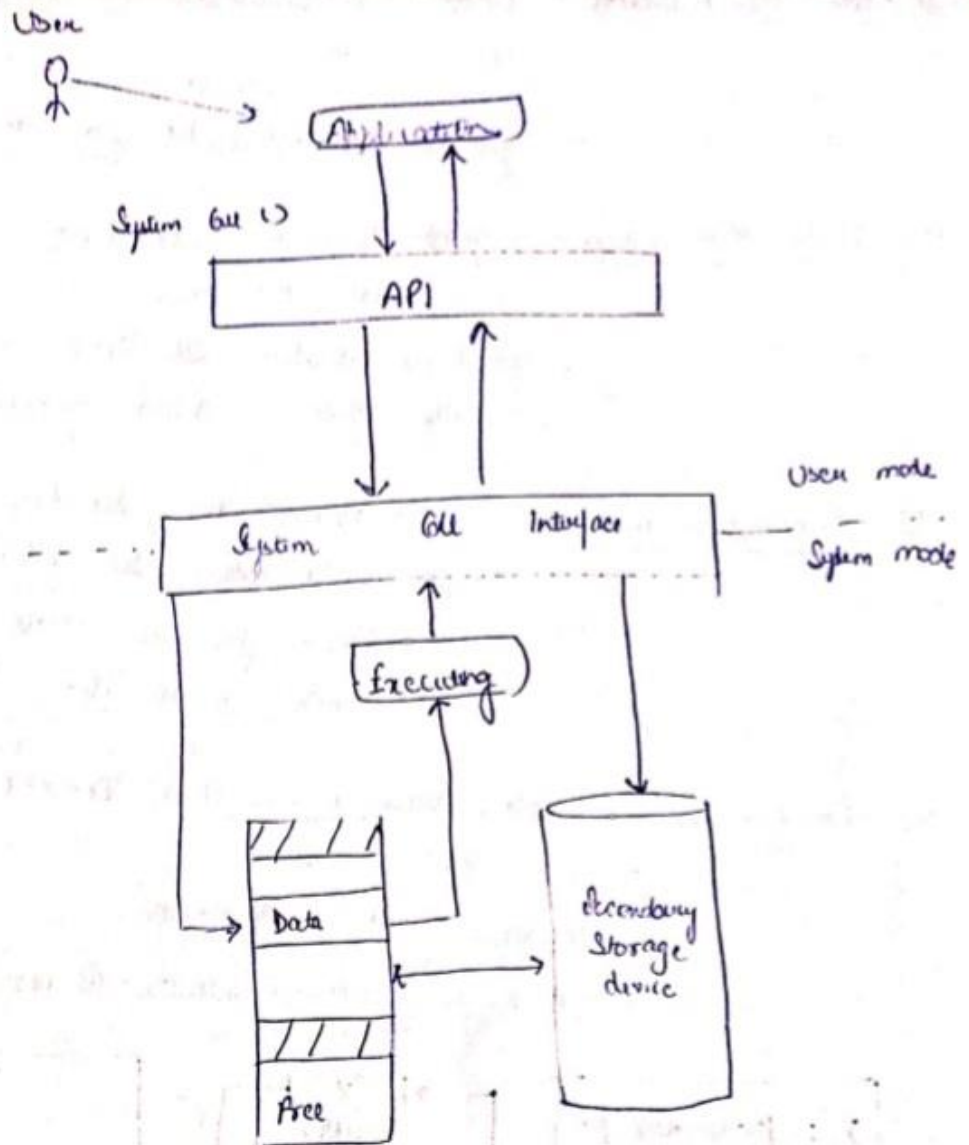 User
Application
System Call ()
API
User mode
System Call Interface
System mode
Executing
Data
Secondary
Storage
device
Free